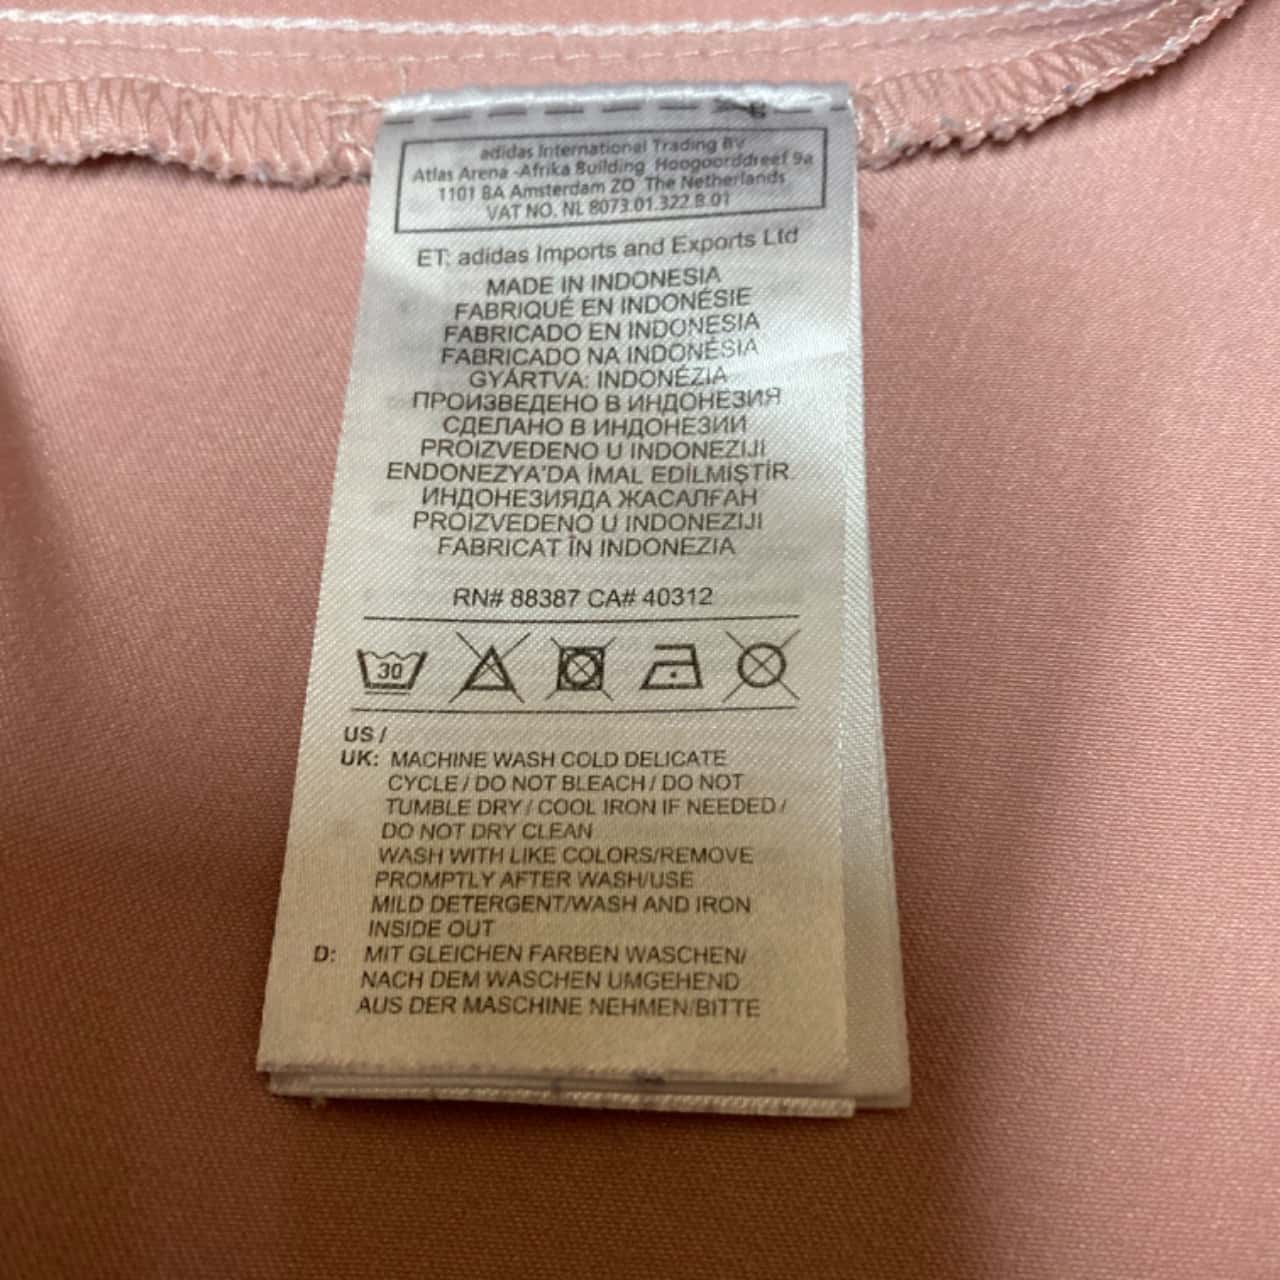 adidas International Trading BV
Atlas Arena -Afrika Building Hoogoorddreef 9a
1101 BA Amsterdam ZO The Netherlands
VAT NO. NL 8073.01.322.B.01
ET: adidas Imports and Exports Ltd
MADE IN INDONESIA
FABRIQUÉ EN INDONÉSIE
FABRICADO EN INDONESIA
FABRICADO NA INDONÉSIA
GYÁRTVA: INDONÉZIA
ПРОИЗВЕДЕНО В ИНДОНЕЗИЯ
СДЕЛАНО В ИНДОНЕЗИИ
PROIZVEDENO U INDONEZIJI
ENDONEZYA'DA İMAL EDİLMİŞTİR
ИНДОНЕЗИЯДА ЖАСАЛҒАН
PROIZVEDENO U INDONEZIJI
FABRICAT ÎN INDONEZIA
RN# 88387 CA# 40312
30
US /
UK: MACHINE WASH COLD DELICATE
CYCLE / DO NOT BLEACH / DO NOT
TUMBLE DRY / COOL IRON IF NEEDED /
DO NOT DRY CLEAN
WASH WITH LIKE COLORS/REMOVE
PROMPTLY AFTER WASH/USE
MILD DETERGENT/WASH AND IRON
INSIDE OUT
D: MIT GLEICHEN FARBEN WASCHEN/
NACH DEM WASCHEN UMGEHEND
AUS DER MASCHINE NEHMEN/BITTE